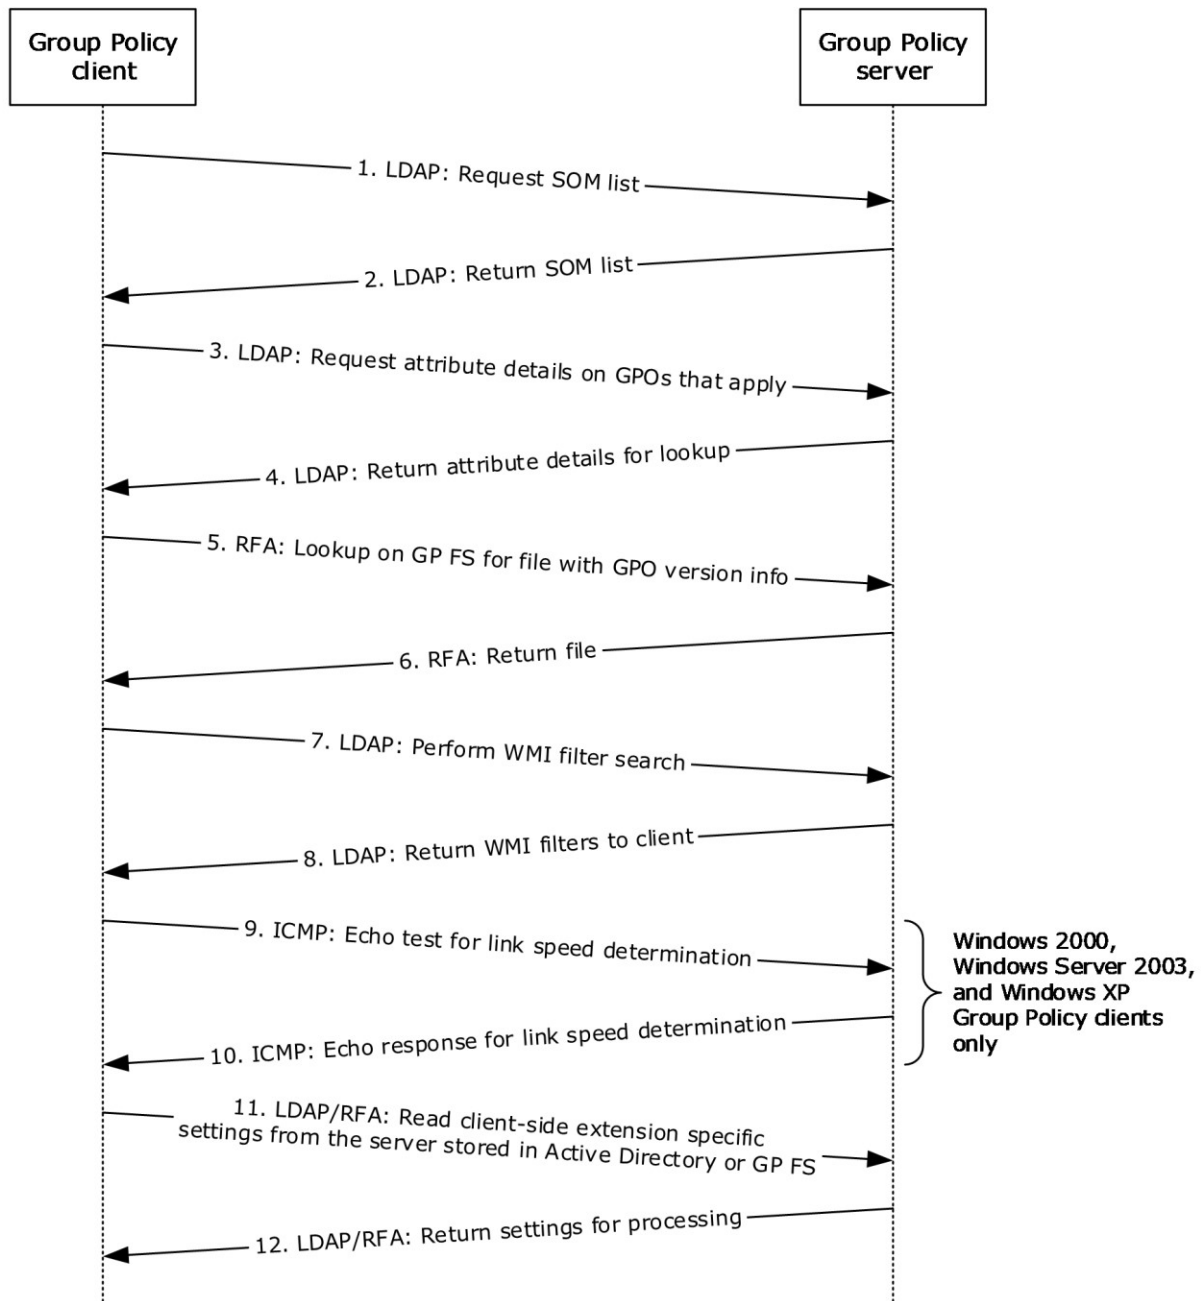 Group Policy
client
Group Policy
server
1. LDAP: Request SOM list
2. LDAP: Return SOM list
3. LDAP: Request attribute details on GPOs that apply
4. LDAP: Return attribute details for lookup
5. RFA: Lookup on GP FS for file with GPO version info
6. RFA: Return file
7. LDAP: Perform WMI filter search
8. LDAP: Return WMI filters to client
9. ICMP: Echo test for link speed determination
Windows 2000,
Windows Server 2003,
and Windows XP
Group Policy clients
only
10. ICMP: Echo response for link speed determination
11. LDAP/RFA: Read client-side extension specific
settings from the server stored in Active Directory or GP FS
12. LDAP/RFA: Return settings for processing